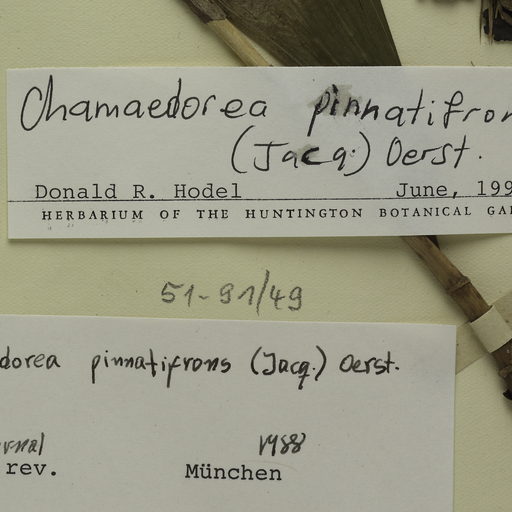 Chamaedorea pinnatifron
(Jacq.) Oerst.
Donald R. Hodel June, 199
HERBARIUM OF THE HUNTINGTON BOTANICAL GA
51-91/49
dorea pinnatifrons (Jacq.) Oerst.
1988
rev. München